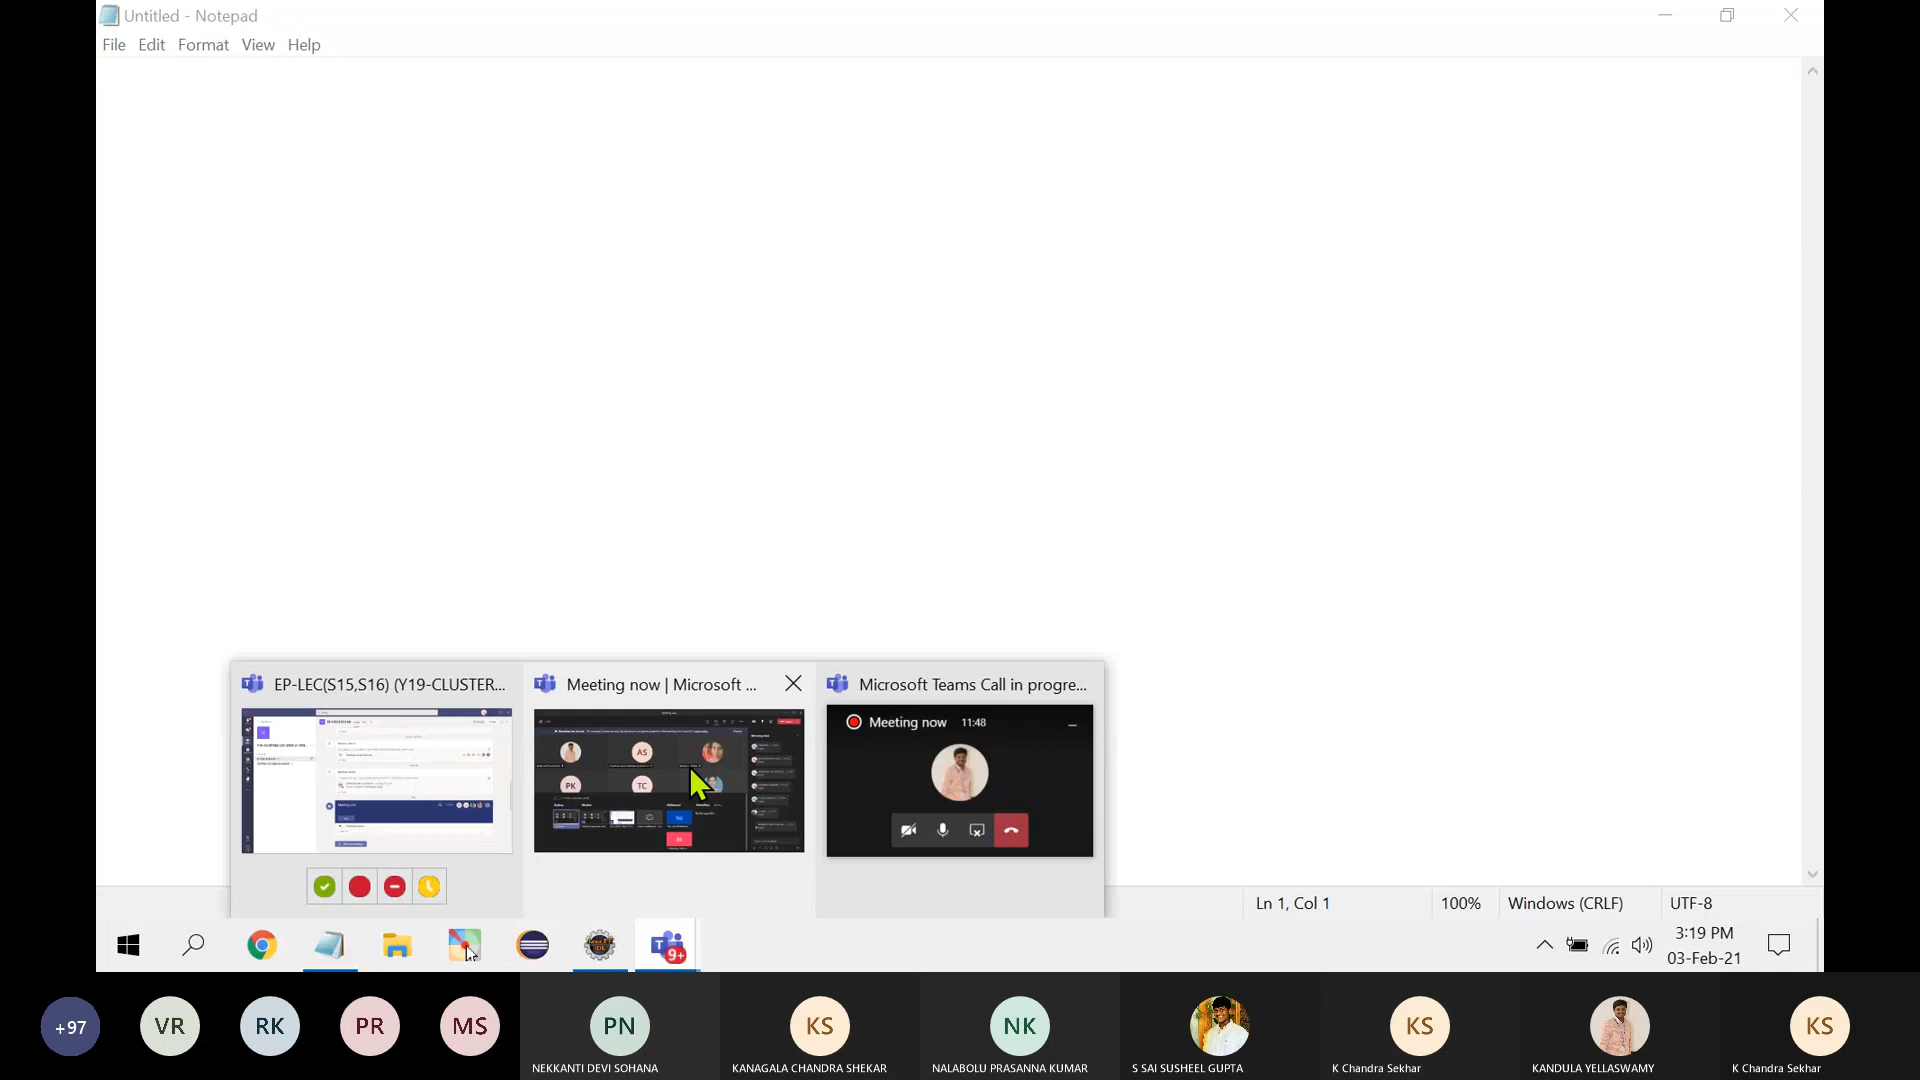 Untitled - Notepad
File Edit Format View Help
EP-LEC(S15,S16) (Y19-CLUSTER...
Meeting now | Microsoft ...
Microsoft Teams Call in progre...
Meeting now 11:48
AS
PK
TC
Ln 1, Col 1
100%
Windows (CRLF)
UTF-8
9+
3:19 PM
03-Feb-21
+97
VR
RK
PR
MS
PN
KS
NK
KS
KS
NEKKANTI DEVI SOHANA
KANAGALA CHANDRA SHEKAR
NALABOLU PRASANNA KUMAR
S SAI SUSHEEL GUPTA
K Chandra Sekhar
KANDULA YELLASWAMY
K Chandra Sekhar